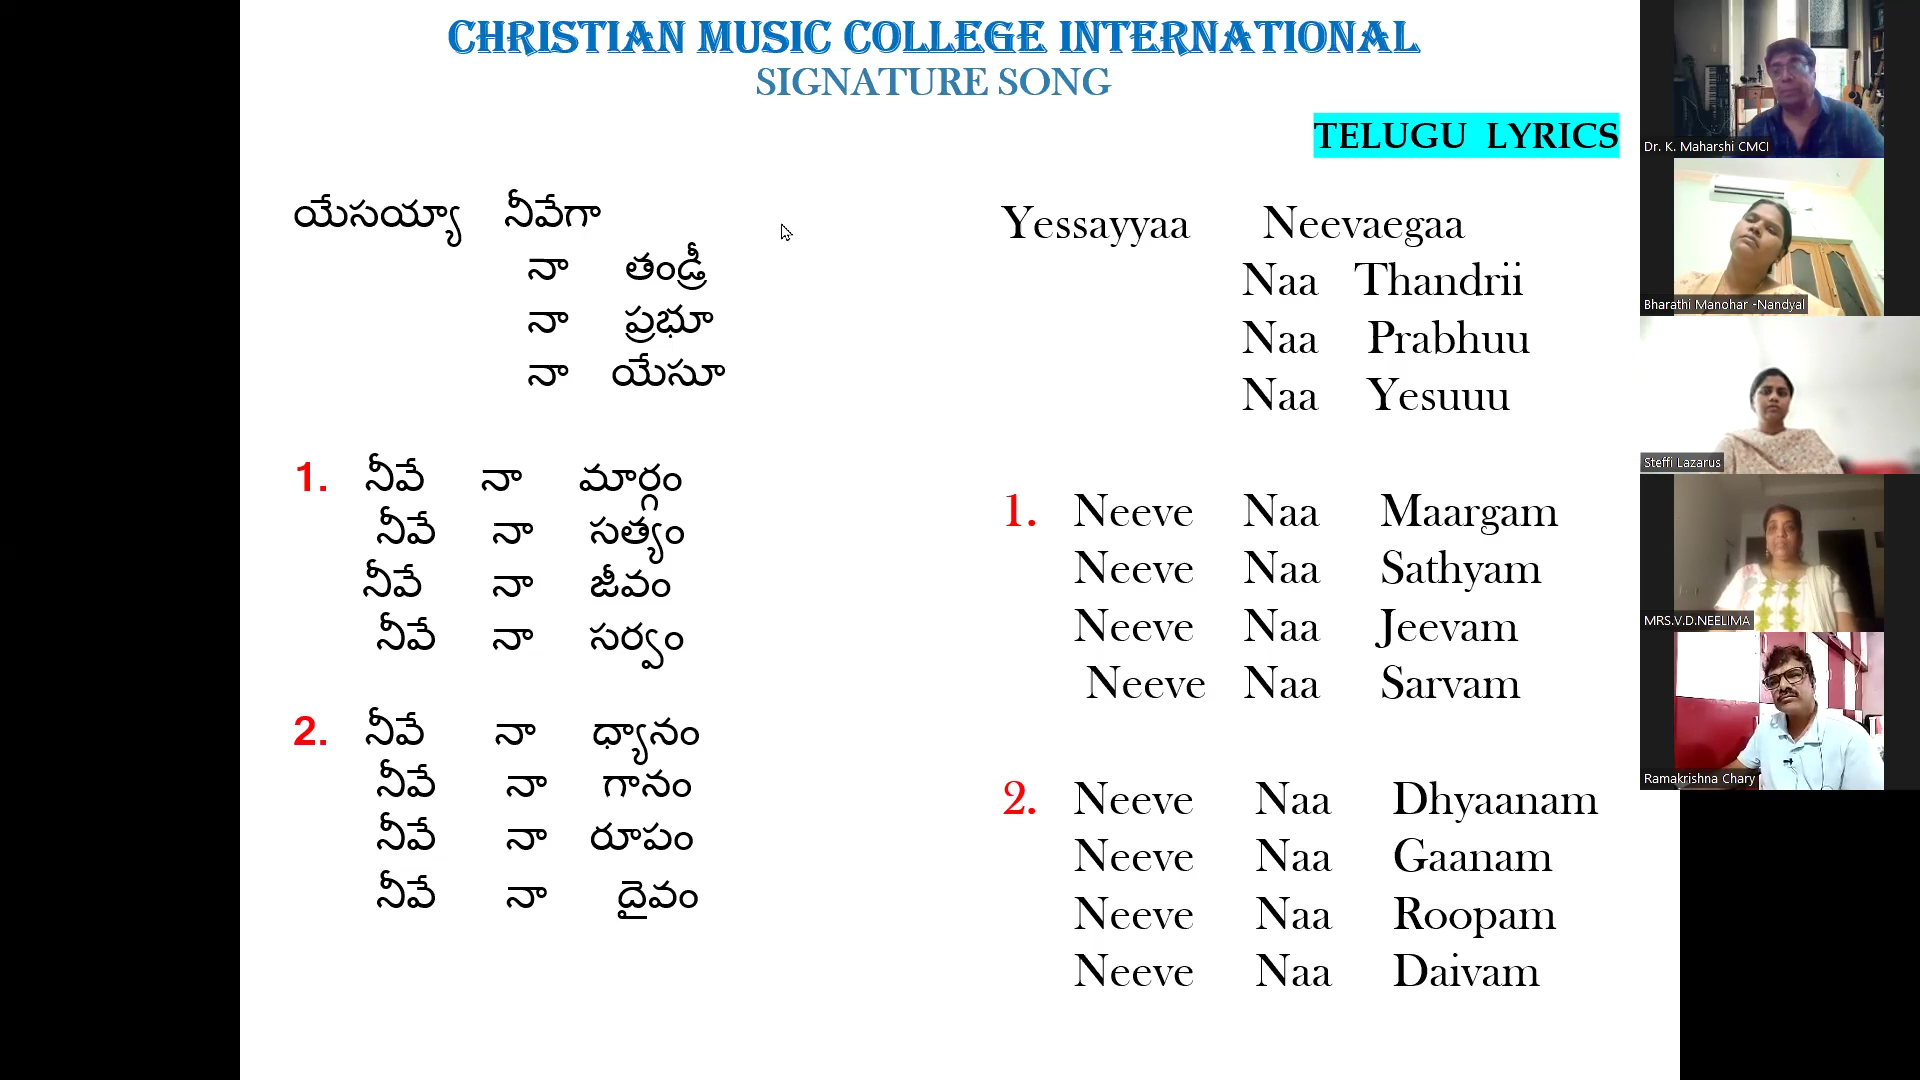 CHRISTIAN MUSIC COLLEGE INTERNATIONAL
SIGNATURE SONG
TELUGU LYRICS
యేసయ్యా నీవేగా
నా తండ్రీ
నా ప్రభూ
నా యేసూ
1. నీవే నా మార్గం
నీవే నా సత్యం
నీవే నా జీవం
నీవే నా సర్వం
2. నీవే నా ధ్యానం
నీవే నా గానం
నీవే నా రూపం
నీవే నా దైవం
Yessayyaa Neevaegaa
Naa Thandrii
Naa Prabhuu
Naa Yesuuu
1. Neeve Naa Maargam
Neeve Naa Sathyam
Neeve Naa Jeevam
Neeve Naa Sarvam
2. Neeve Naa Dhyaanam
Neeve Naa Gaanam
Neeve Naa Roopam
Neeve Naa Daivam
Dr. K. Maharshi CMCI
Bharathi Manohar -Nandyal
Steffi Lazarus
MRS.V.D.NEELIMA
Ramakrishna Chary